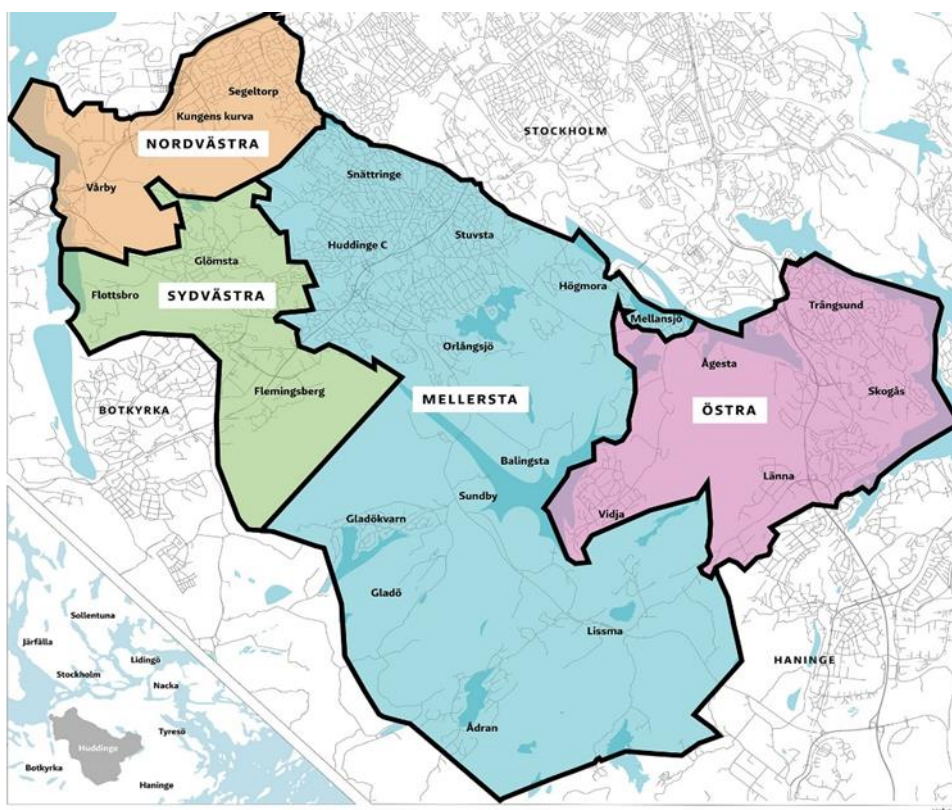 Segeltorp
Kungens kurva
NORDVÄSTRA
STOCKHOLM
Snättringe
Vårby
Stuvsta
Huddinge C
Glömsta
Högmora
Flottsbro
SYDVÄSTRA
Trångsund
Mellansjö
Orlångsjö
Ågesta
Flemingsberg
Skogås
MELLERSTA
BOTKYRKA
ÖSTRA
Balingsta
Länna
Sundby
Vidja
Gladökvarn
Gladö
Lissma
HANINGE
Ådran
Sollentuna
Järfälla
Lidingö
Stockholm
Nacka
Tyresö
Huddinge
Botkyrka
Haninge